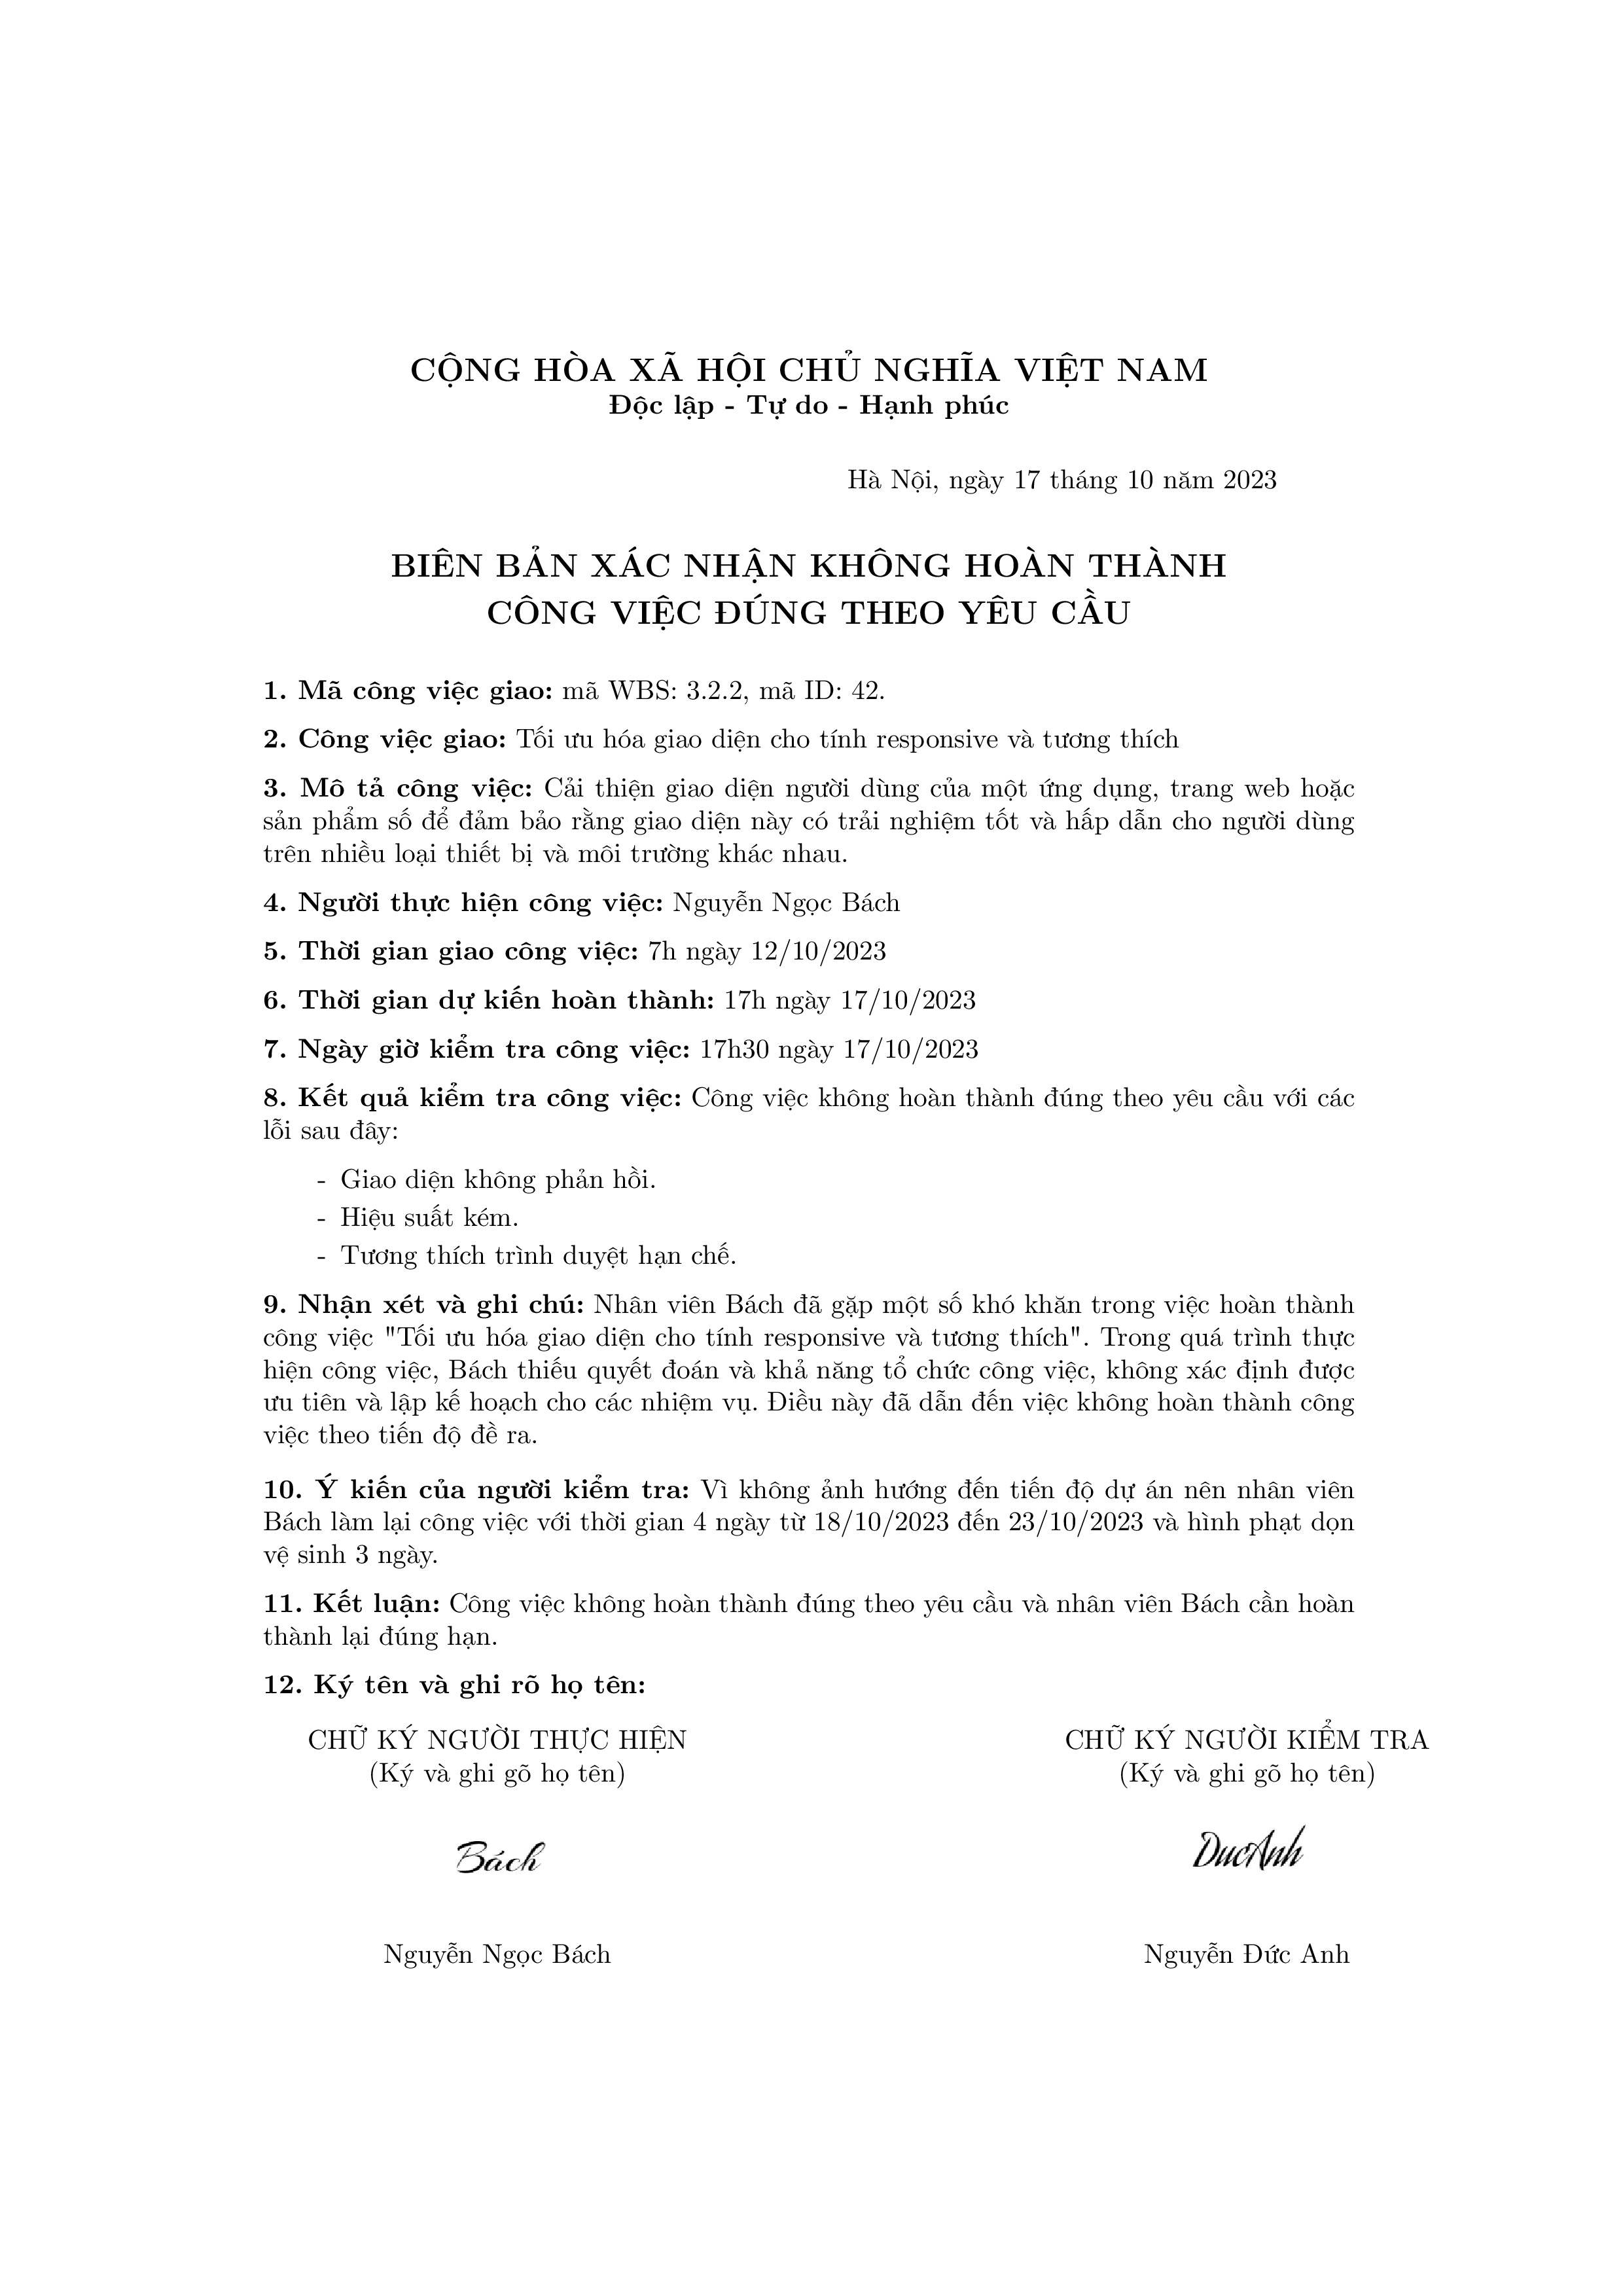 CỘNG HÒA XÃ HỘI CHỦ NGHĨA VIỆT NAM
Độc lập - Tự do - Hạnh phúc
Hà Nội, ngày 17 tháng 10 năm 2023
BIÊN BẢN XÁC NHẬN KHÔNG HOÀN THÀNH
CÔNG VIỆC ĐÚNG THEO YÊU CẦU
1. Mã công việc giao: mã WBS: 3.2.2, mã ID: 42.
2. Công việc giao: Tối ưu hóa giao diện cho tính responsive và tương thích
3. Mô tả công việc: Cải thiện giao diện người dùng của một ứng dụng, trang web hoặc
sản phẩm số để đảm bảo rằng giao diện này có trải nghiệm tốt và hấp dẫn cho người dùng
trên nhiều loại thiết bị và môi trường khác nhau.
4. Người thực hiện công việc: Nguyễn Ngọc Bách
5. Thời gian giao công việc: 7h ngày 12/10/2023
6. Thời gian dự kiến hoàn thành: 17h ngày 17/10/2023
7. Ngày giờ kiểm tra công việc: 17h30 ngày 17/10/2023
8. Kết quả kiểm tra công việc: Công việc không hoàn thành đúng theo yêu cầu với các
lỗi sau đây:
- Giao diện không phản hồi.
- Hiệu suất kém.
- Tương thích trình duyệt hạn chế.
9. Nhận xét và ghi chú: Nhân viên Bách đã gặp một số khó khăn trong việc hoàn thành
công việc "Tối ưu hóa giao diện cho tính responsive và tương thích". Trong quá trình thực
hiện công việc, Bách thiếu quyết đoán và khả năng tổ chức công việc, không xác định được
ưu tiên và lập kế hoạch cho các nhiệm vụ. Điều này đã dẫn đến việc không hoàn thành công
việc theo tiến độ đề ra.
10. Ý kiến của người kiểm tra: Vì không ảnh hướng đến tiến độ dự án nên nhân viên
Bách làm lại công việc với thời gian 4 ngày từ 18/10/2023 đến 23/10/2023 và hình phạt dọn
vệ sinh 3 ngày.
11. Kết luận: Công việc không hoàn thành đúng theo yêu cầu và nhân viên Bách cần hoàn
thành lại đúng hạn.
12. Ký tên và ghi rõ họ tên:
CHỮ KÝ NGƯỜI THỰC HIỆN CHỮ KÝ NGƯỜI KIỂM TRA
(Ký và ghi gõ họ tên) (Ký và ghi gõ họ tên)
Bách DucAnh
Nguyễn Ngọc Bách Nguyễn Đức Anh